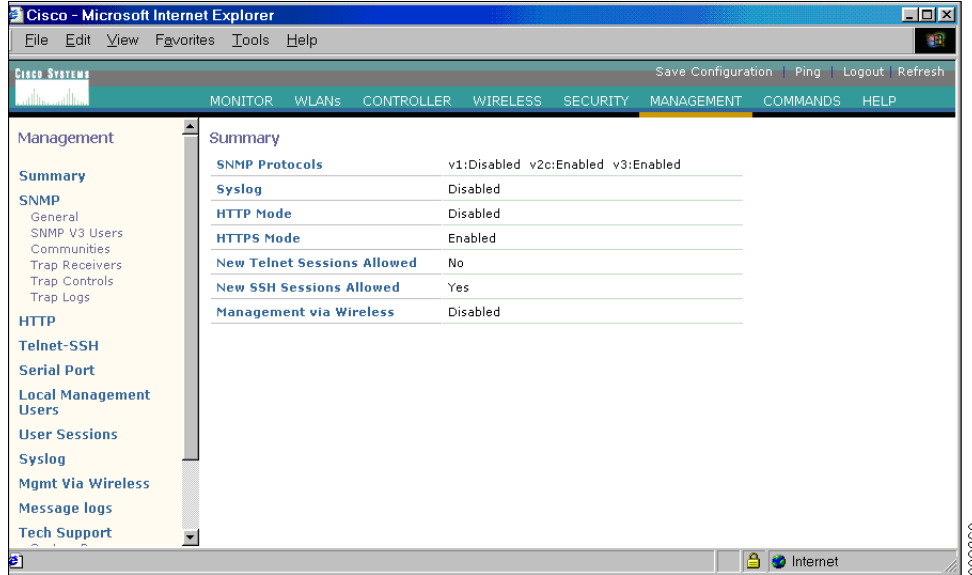 Cisco - Microsoft Internet Explorer
File Edit View Favorites Tools Help
CISCO SYSTEMS
Save Configuration | Ping | Logout | Refresh
MONITOR WLANs CONTROLLER WIRELESS SECURITY MANAGEMENT COMMANDS HELP
Management
Summary
SNMP
General
SNMP V3 Users
Communities
Trap Receivers
Trap Controls
Trap Logs
HTTP
Telnet-SSH
Serial Port
Local Management
Users
User Sessions
Syslog
Mgmt Via Wireless
Message logs
Tech Support
Summary
SNMP Protocols v1:Disabled v2c:Enabled v3:Enabled
Syslog Disabled
HTTP Mode Disabled
HTTPS Mode Enabled
New Telnet Sessions Allowed No
New SSH Sessions Allowed Yes
Management via Wireless Disabled
Internet